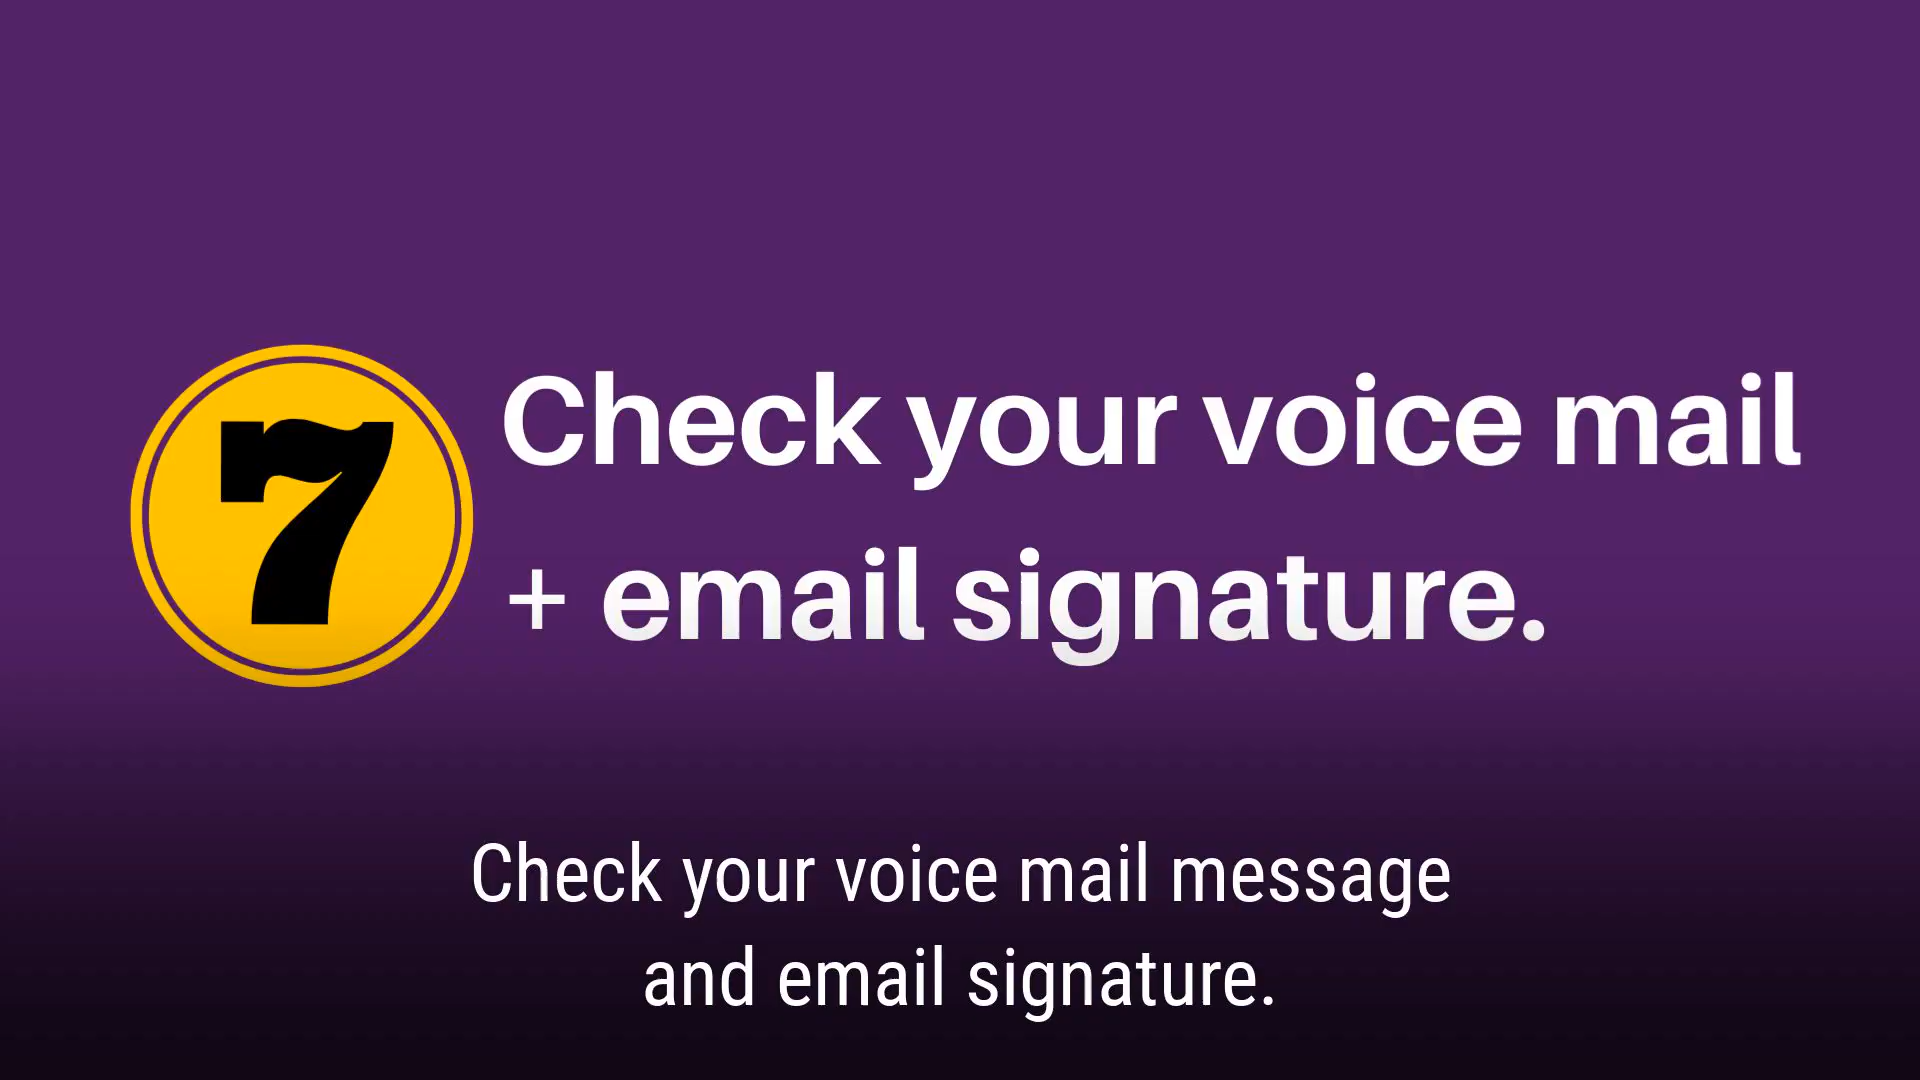 7
Check your voice mail
+ email signature.
Check your voice mail message
and email signature.